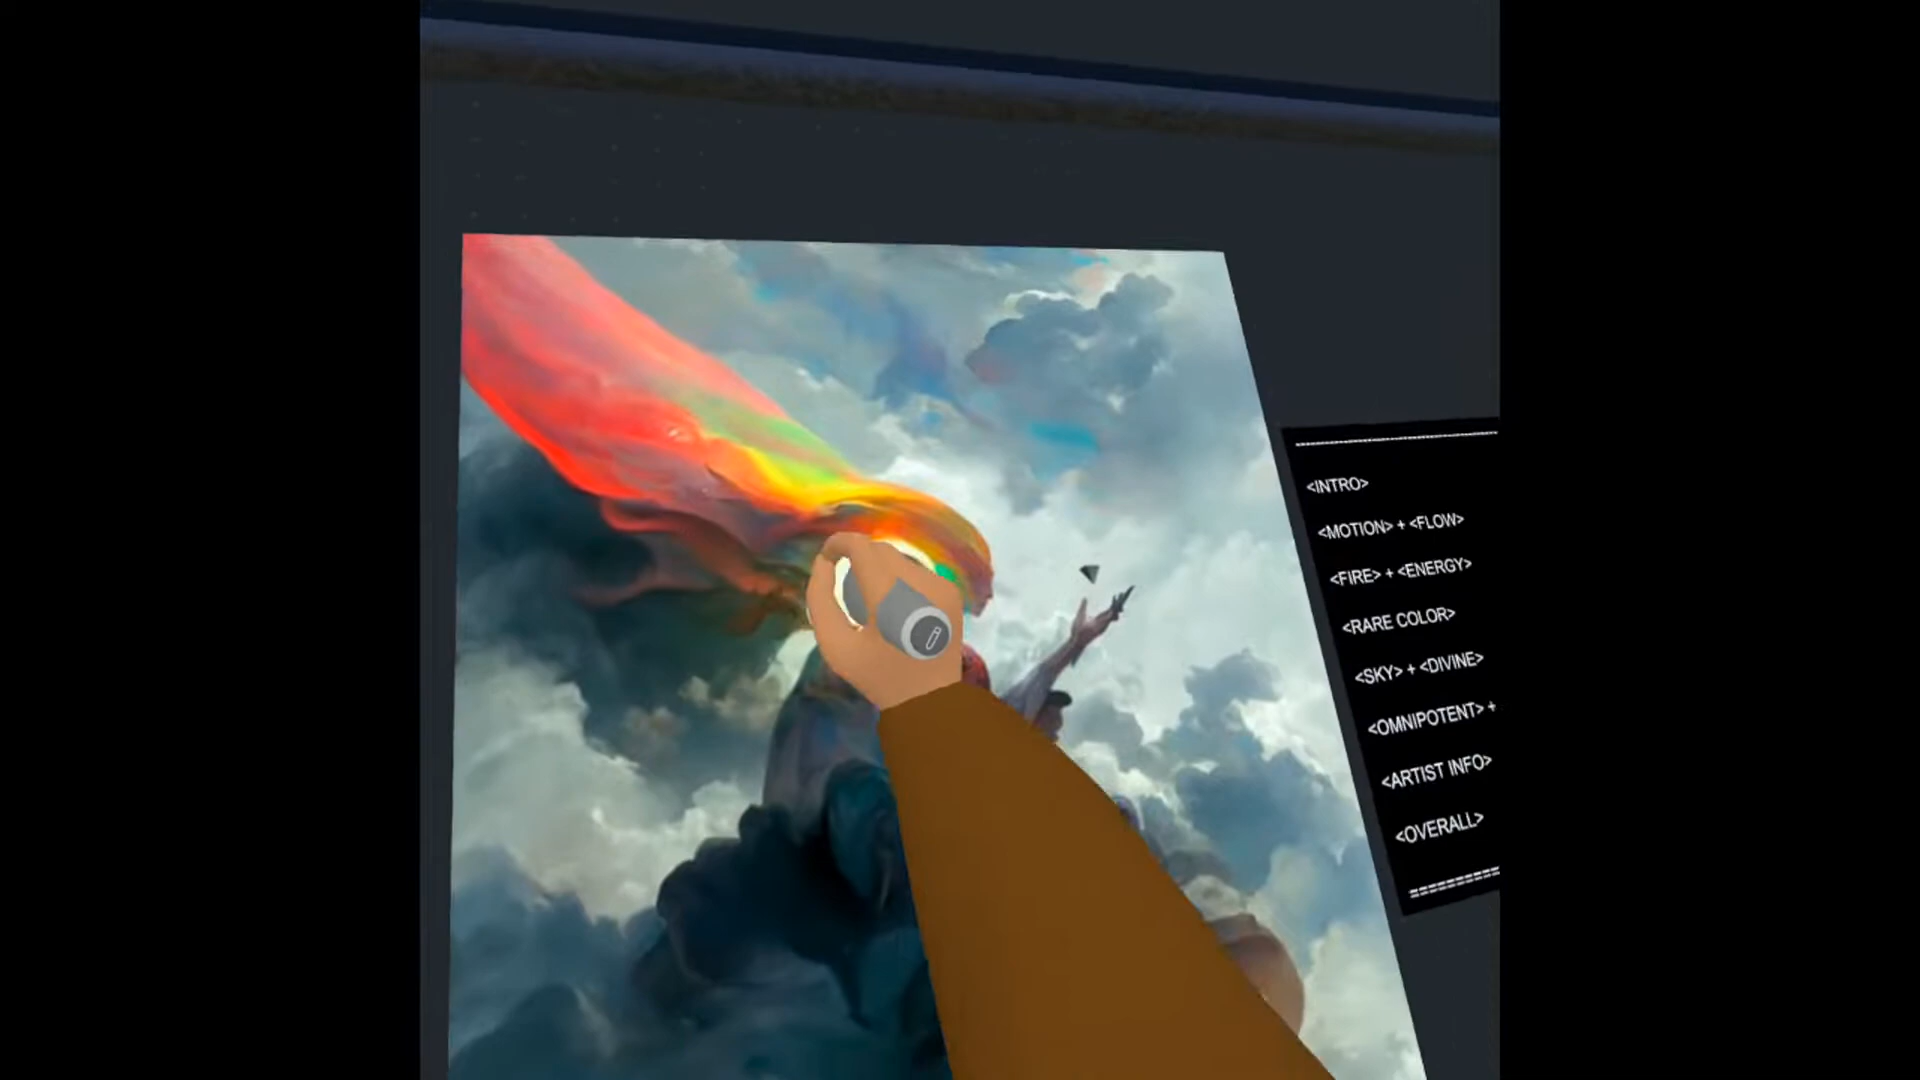 <INTRO>
<MOTION> + <FLOW>
<FIRE> + <ENERGY>
<RARE COLOR>
<SKY> + <DIVINE>
<OMNIPOTENT> +
<ARTIST INFO>
<OVERALL>